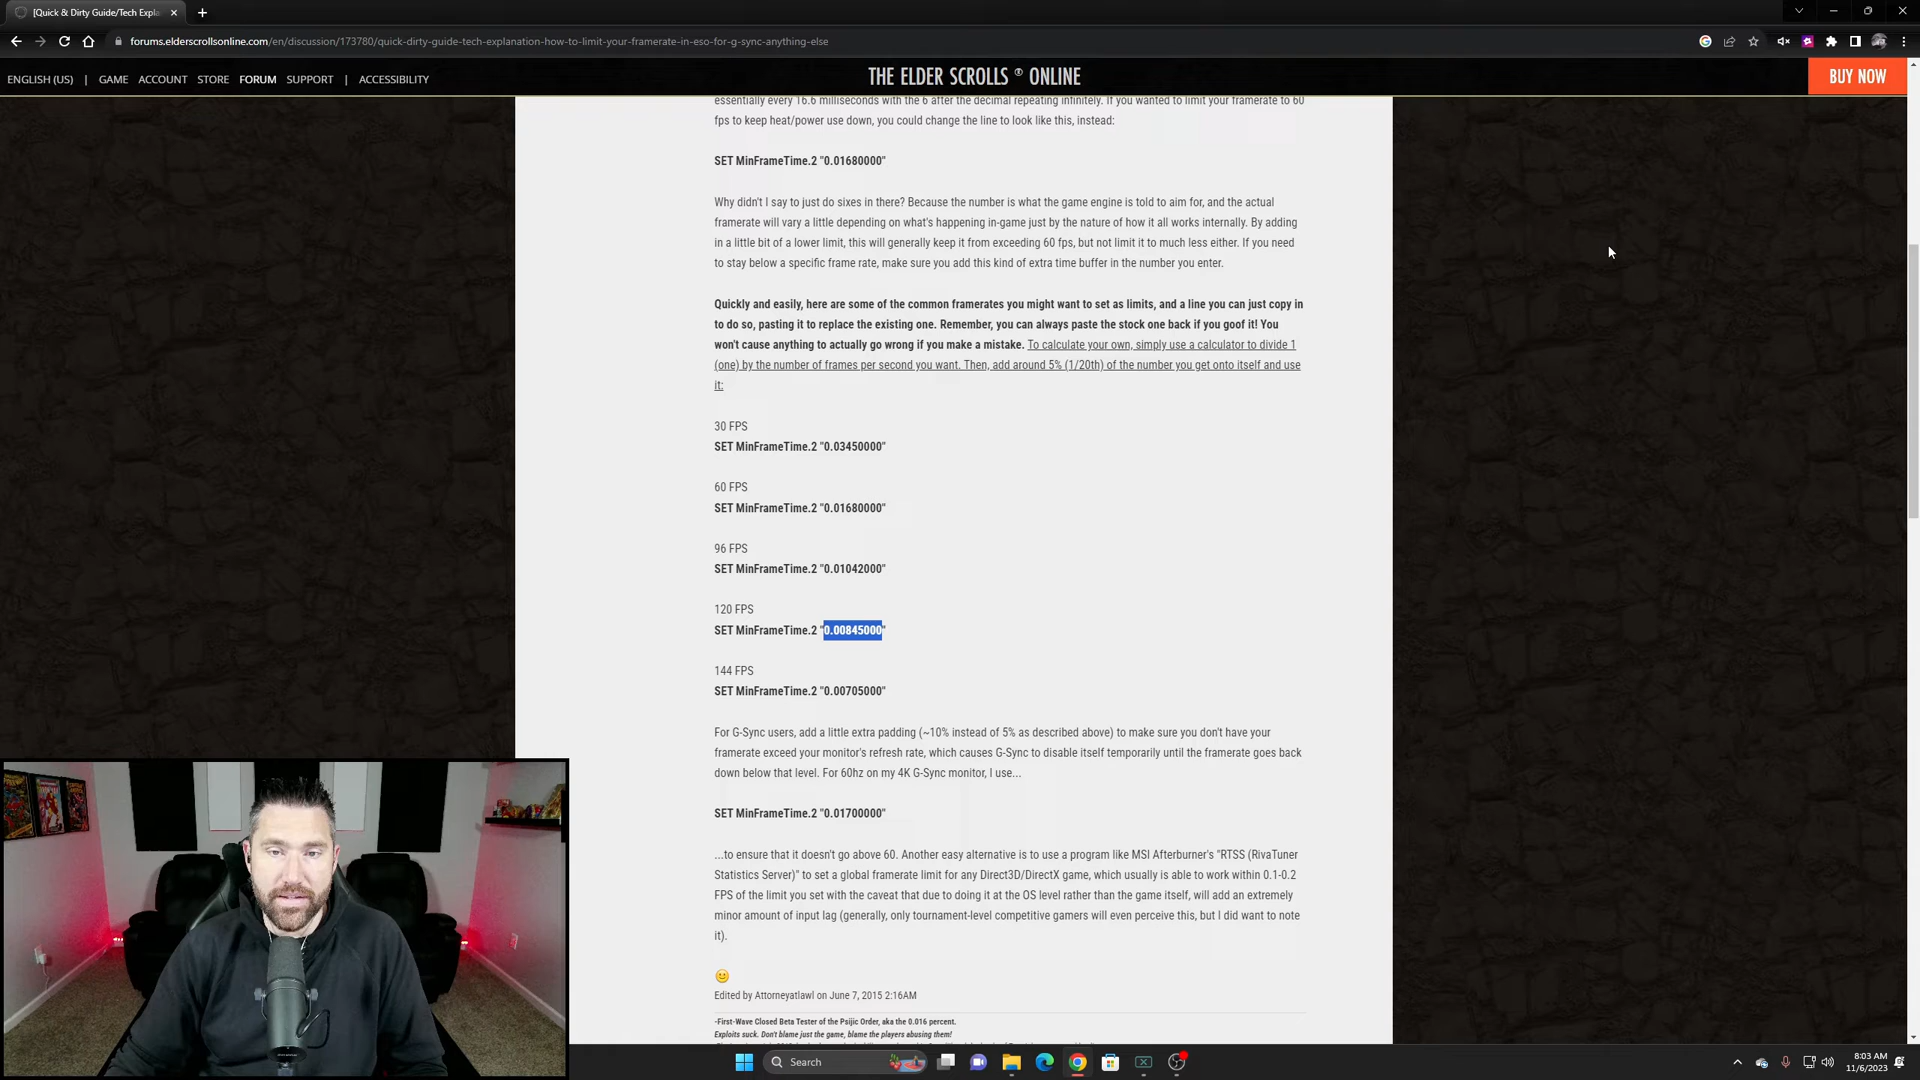 [Quick & Dirty Guide/Tech Expla
forums.elderscrollsonline.com/en/discussion/173780/quick-dirty-guide-tech-explanation-how-to-limit-your-framerate-in-eso-for-g-sync-anything-else
ENGLISH (US) | GAME ACCOUNT STORE FORUM SUPPORT | ACCESSIBILITY
THE ELDER SCROLLS ® ONLINE
BUY NOW
essentially every 16.6 milliseconds with the 6 after the decimal repeating infinitely. If you wanted to limit your framerate to 60
fps to keep heat/power use down, you could change the line to look like this, instead:
SET MinFrameTime.2 "0.01680000"
Why didn't I say to just do sixes in there? Because the number is what the game engine is told to aim for, and the actual
framerate will vary a little depending on what's happening in-game just by the nature of how it all works internally. By adding
in a little bit of a lower limit, this will generally keep it from exceeding 60 fps, but not limit it to much less either. If you need
to stay below a specific frame rate, make sure you add this kind of extra time buffer in the number you enter.
Quickly and easily, here are some of the common framerates you might want to set as limits, and a line you can just copy in
to do so, pasting it to replace the existing one. Remember, you can always paste the stock one back if you goof it! You
won't cause anything to actually go wrong if you make a mistake. To calculate your own, simply use a calculator to divide 1
(one) by the number of frames per second you want. Then, add around 5% (1/20th) of the number you get onto itself and use
it:
30 FPS
SET MinFrameTime.2 "0.03450000"
60 FPS
SET MinFrameTime.2 "0.01680000"
96 FPS
SET MinFrameTime.2 "0.01042000"
120 FPS
SET MinFrameTime.2 "0.00845000"
144 FPS
SET MinFrameTime.2 "0.00705000"
For G-Sync users, add a little extra padding (~10% instead of 5% as described above) to make sure you don't have your
framerate exceed your monitor's refresh rate, which causes G-Sync to disable itself temporarily until the framerate goes back
down below that level. For 60hz on my 4K G-Sync monitor, I use...
SET MinFrameTime.2 "0.01700000"
...to ensure that it doesn't go above 60. Another easy alternative is to use a program like MSI Afterburner's "RTSS (RivaTuner
Statistics Server)" to set a global framerate limit for any Direct3D/DirectX game, which usually is able to work within 0.1-0.2
FPS of the limit you set with the caveat that due to doing it at the OS level rather than the game itself, will add an extremely
minor amount of input lag (generally, only tournament-level competitive gamers will even perceive this, but I did want to note
it).
Edited by Attorneyatlawl on June 7, 2015 2:16AM
-First-Wave Closed Beta Tester of the Psijic Order, aka the 0.016 percent.
Exploits suck. Don't blame just the game, blame the players abusing them!
Search
8:03 AM
11/6/2023